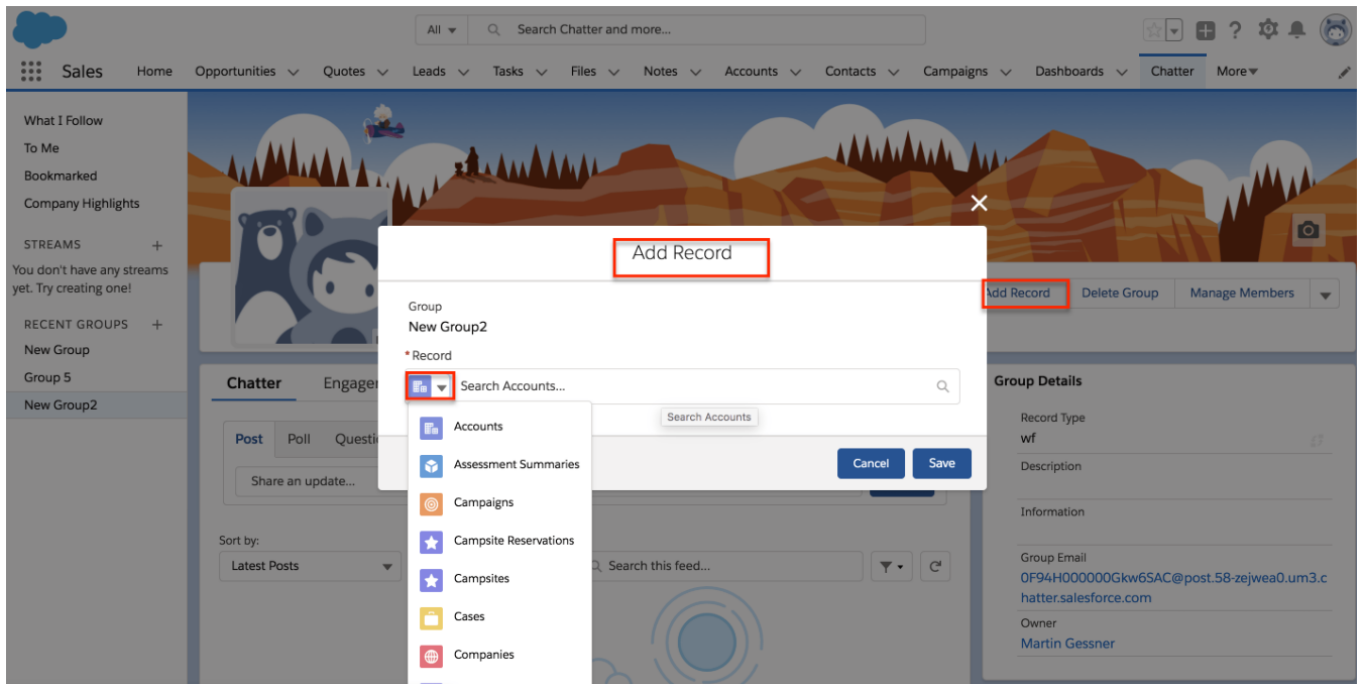 All
Search Chatter and more...
Sales
Home
Opportunities
Quotes
Leads
Tasks
Files
Notes
Accounts
Contacts
Campaigns
Dashboards
Chatter
More
What I Follow
To Me
Bookmarked
Company Highlights
STREAMS
You don't have any streams
yet. Try creating one!
RECENT GROUPS
New Group
Group 5
New Group2
Add Record
Delete Group
Manage Members
Add Record
Group
New Group2
*Record
Search Accounts...
Search Accounts
Accounts
Assessment Summaries
Campaigns
Campsite Reservations
Campsites
Cases
Companies
Cancel
Save
Chatter
Post
Poll
Share an update...
Sort by:
Latest Posts
Search this feed...
Group Details
Record Type
wf
Description
Information
Group Email
0F94H000000Gkw6SAC@post.58-zejwea0.um3.c
hatter.salesforce.com
Owner
Martin Gessner